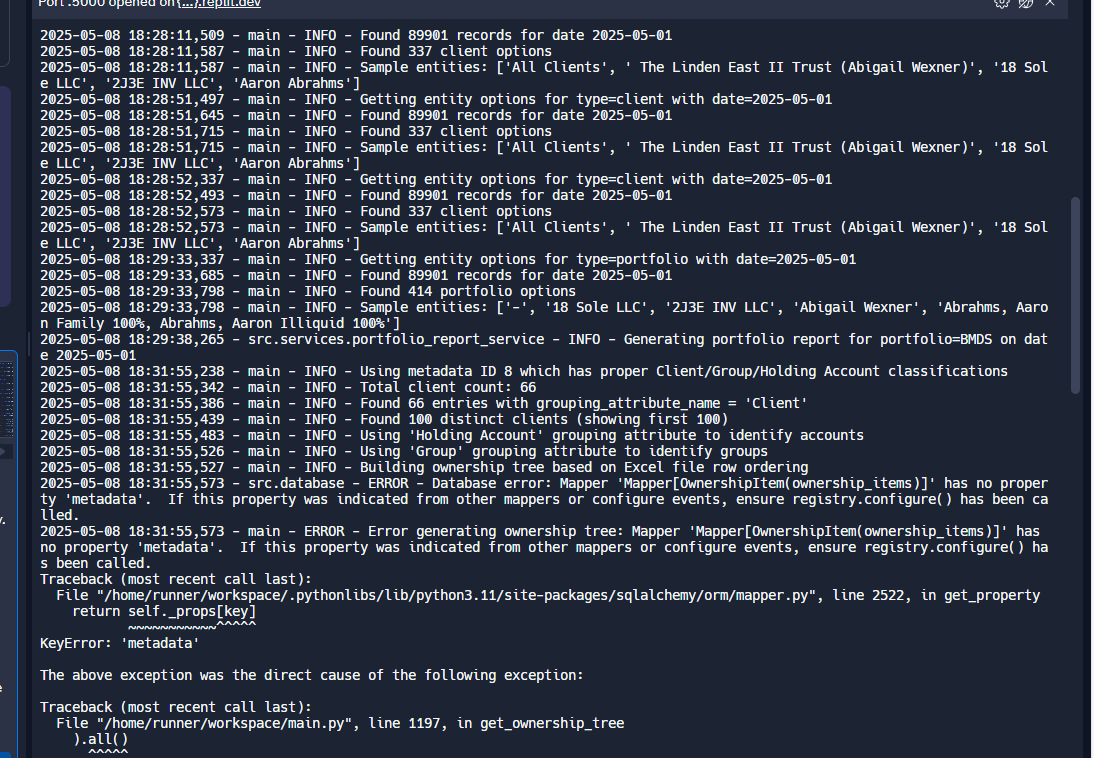 Port :5000 opened on {...}.replit.dev
2025-05-08 18:28:11,509 - main - INFO - Found 89901 records for date 2025-05-01
2025-05-08 18:28:11,587 - main - INFO - Found 337 client options
2025-05-08 18:28:11,587 - main - INFO - Sample entities: ['All Clients', ' The Linden East II Trust (Abigail Wexner)', '18 Sol
e LLC', '2J3E INV LLC', 'Aaron Abrahms']
2025-05-08 18:28:51,497 - main - INFO - Getting entity options for type=client with date=2025-05-01
2025-05-08 18:28:51,645 - main - INFO - Found 89901 records for date 2025-05-01
2025-05-08 18:28:51,715 - main - INFO - Found 337 client options
2025-05-08 18:28:51,715 - main - INFO - Sample entities: ['All Clients', ' The Linden East II Trust (Abigail Wexner)', '18 Sol
e LLC', '2J3E INV LLC', 'Aaron Abrahms']
2025-05-08 18:28:52,337 - main - INFO - Getting entity options for type=client with date=2025-05-01
2025-05-08 18:28:52,493 - main - INFO - Found 89901 records for date 2025-05-01
2025-05-08 18:28:52,573 - main - INFO - Found 337 client options
2025-05-08 18:28:52,573 - main - INFO - Sample entities: ['All Clients', ' The Linden East II Trust (Abigail Wexner)', '18 Sol
e LLC', '2J3E INV LLC', 'Aaron Abrahms']
2025-05-08 18:29:33,337 - main - INFO - Getting entity options for type=portfolio with date=2025-05-01
2025-05-08 18:29:33,685 - main - INFO - Found 89901 records for date 2025-05-01
2025-05-08 18:29:33,798 - main - INFO - Found 414 portfolio options
2025-05-08 18:29:33,798 - main - INFO - Sample entities: ['-', '18 Sole LLC', '2J3E INV LLC', 'Abigail Wexner', 'Abrahms, Aaro
n Family 100%, Abrahms, Aaron Illiquid 100%']
2025-05-08 18:29:38,265 - src.services.portfolio_report_service - INFO - Generating portfolio report for portfolio=BMDS on dat
e 2025-05-01
2025-05-08 18:31:55,238 - main - INFO - Using metadata ID 8 which has proper Client/Group/Holding Account classifications
2025-05-08 18:31:55,342 - main - INFO - Total client count: 66
2025-05-08 18:31:55,386 - main - INFO - Found 66 entries with grouping_attribute_name = 'Client'
2025-05-08 18:31:55,439 - main - INFO - Found 100 distinct clients (showing first 100)
2025-05-08 18:31:55,483 - main - INFO - Using 'Holding Account' grouping attribute to identify accounts
2025-05-08 18:31:55,526 - main - INFO - Using 'Group' grouping attribute to identify groups
2025-05-08 18:31:55,527 - main - INFO - Building ownership tree based on Excel file row ordering
2025-05-08 18:31:55,573 - src.database - ERROR - Database error: Mapper 'Mapper[OwnershipItem(ownership_items)]' has no proper
ty 'metadata'.  If this property was indicated from other mappers or configure events, ensure registry.configure() has been ca
lled.
2025-05-08 18:31:55,573 - main - ERROR - Error generating ownership tree: Mapper 'Mapper[OwnershipItem(ownership_items)]' has
no property 'metadata'.  If this property was indicated from other mappers or configure events, ensure registry.configure() ha
s been called.
Traceback (most recent call last):
  File "/home/runner/workspace/.pythonlibs/lib/python3.11/site-packages/sqlalchemy/orm/mapper.py", line 2522, in get_property
    return self._props[key]
           ~~~~~~~~~~~^^^^^
KeyError: 'metadata'
The above exception was the direct cause of the following exception:
Traceback (most recent call last):
  File "/home/runner/workspace/main.py", line 1197, in get_ownership_tree
    ).all()
      ^^^^^